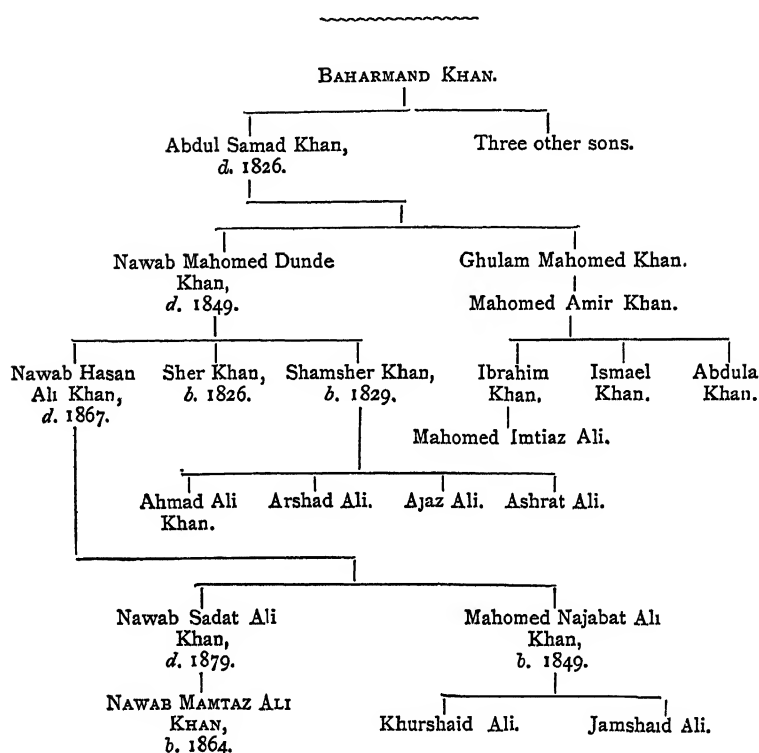 BAHARMAND KHAN.
Abdul Samad Khan,
d. 1826.
Three other sons.
Nawab Mahomed Dunde
Khan,
d. 1849.
Ghulam Mahomed Khan.
Mahomed Amir Khan.
Nawab Hasan
Ali Khan,
d. 1867.
Sher Khan,
b. 1826.
Shamsher Khan,
b. 1829.
Ibrahim
Khan.
Ismael
Khan.
Abdula
Khan.
Mahomed Imtiaz Ali.
Ahmad Ali
Khan.
Arshad Ali.
Ajaz Ali.
Ashrat Ali.
Nawab Sadat Ali
Khan,
d. 1879.
Mahomed Najabat Ali
Khan,
b. 1849.
NAWAB MAMTAZ ALI
KHAN,
b. 1864.
Khurshaid Ali.
Jamshaid Ali.